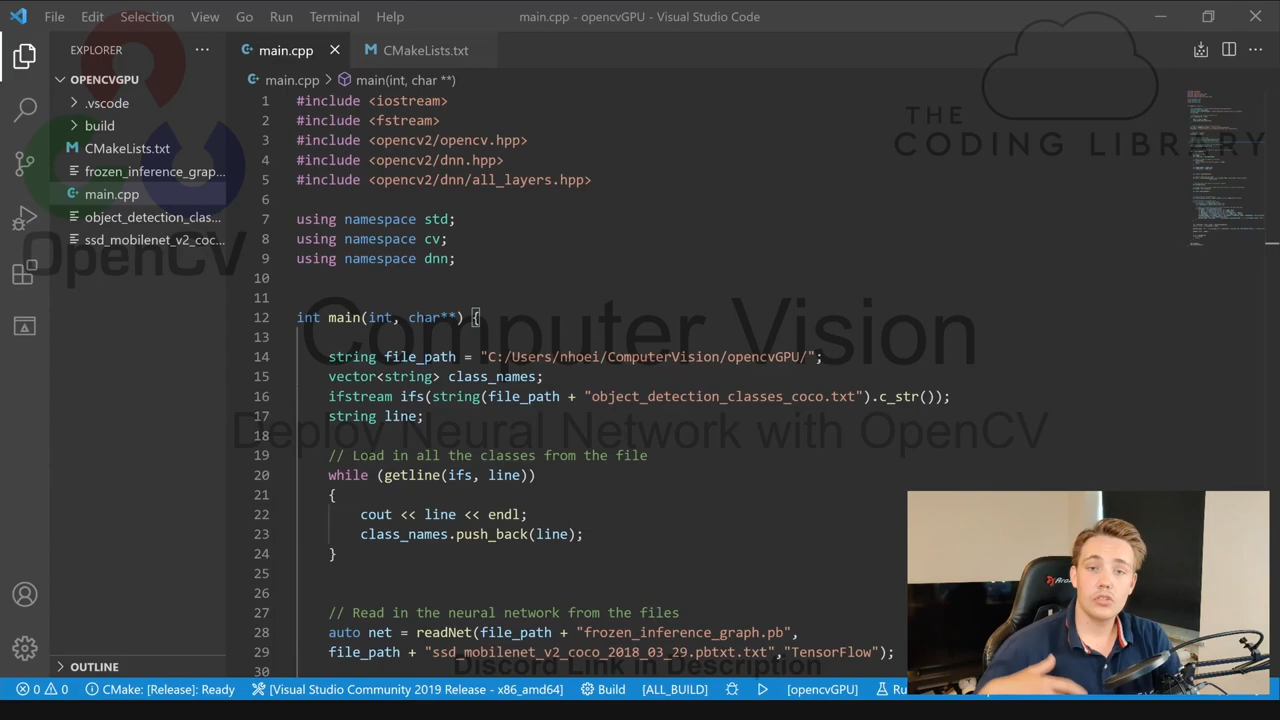 File Edit Selection View Go Run Terminal Help
main.cpp - opencvGPU - Visual Studio Code
EXPLORER
OPENCVGPU
.vscode
build
CMakeLists.txt
frozen_inference_grap...
main.cpp
object_detection_clas...
ssd_mobilenet_v2_coc...
OpenCV
OUTLINE
main.cpp
CMakeLists.txt
main.cpp > main(int, char **)
THE
CODING LIBRARY
1 #include <iostream>
2 #include <fstream>
3 #include <opencv2/opencv.hpp>
4 #include <opencv2/dnn.hpp>
5 #include <opencv2/dnn/all_layers.hpp>
6
7 using namespace std;
8 using namespace cv;
9 using namespace dnn;
10
11
12 int main(int, char**) {
13
14 string file_path = "C:/Users/nhoei/ComputerVision/opencvGPU/";
15 vector<string> class_names;
16 ifstream ifs(string(file_path + "object_detection_classes_coco.txt").c_str());
17 string line;
18
19 // Load in all the classes from the file
20 while (getline(ifs, line))
21 {
22 cout << line << endl;
23 class_names.push_back(line);
24 }
25
26
27 // Read in the neural network from the files
28 auto net = readNet(file_path + "frozen_inference_graph.pb",
29 file_path + "ssd_mobilenet_v2_coco_2018_03_29.pbtxt.txt","TensorFlow");
30
Computer Vision
Deploy Neural Network with OpenCV
Discord Link in Description
0 0 CMake: [Release]: Ready [Visual Studio Community 2019 Release - x86_amd64] Build [ALL_BUILD] [opencvGPU] Ru